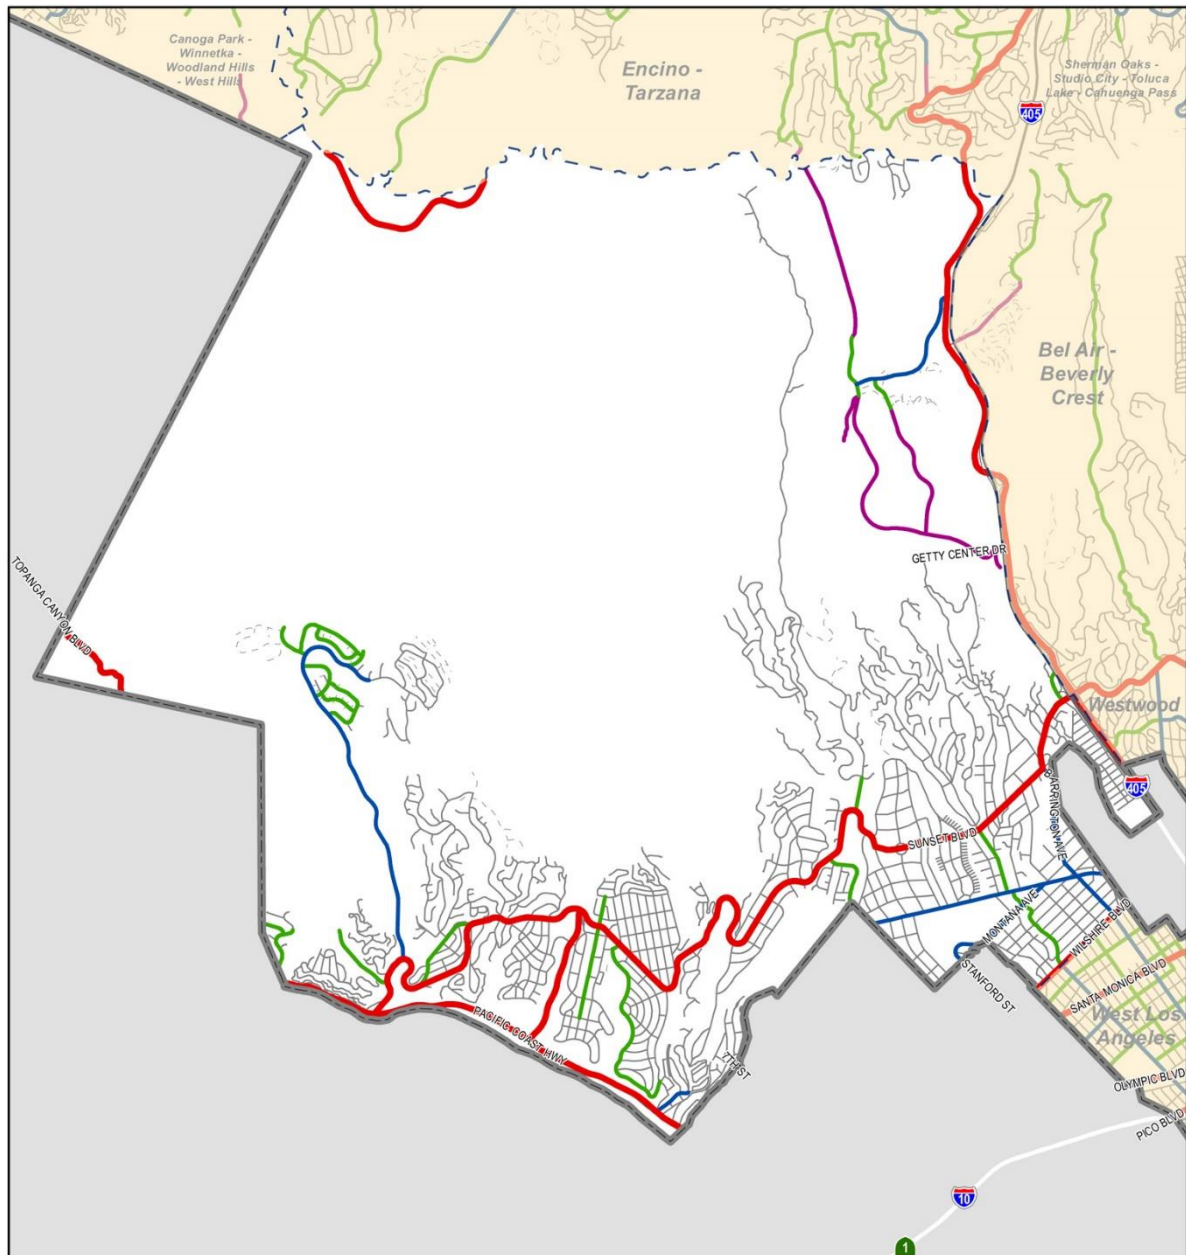 Canoga Park -
Winnetka -
Woodland Hills
- West Hills
Encino -
Tarzana
Sherman Oaks -
Studio City - Toluca
Lake - Cahuenga Pass
405
Bel Air -
Beverly
Crest
GETTY CENTER DR
TOPANGA CANYON BLVD
Westwood
405
BARRINGTON AVE
SUNSET BLVD
MONTANA AVE
WILSHIRE BLVD
STANFORD ST
SANTA MONICA BLVD
West Los
Angeles
PACIFIC COAST HWY
7TH ST
OLYMPIC BLVD
PICO BLVD
10
1